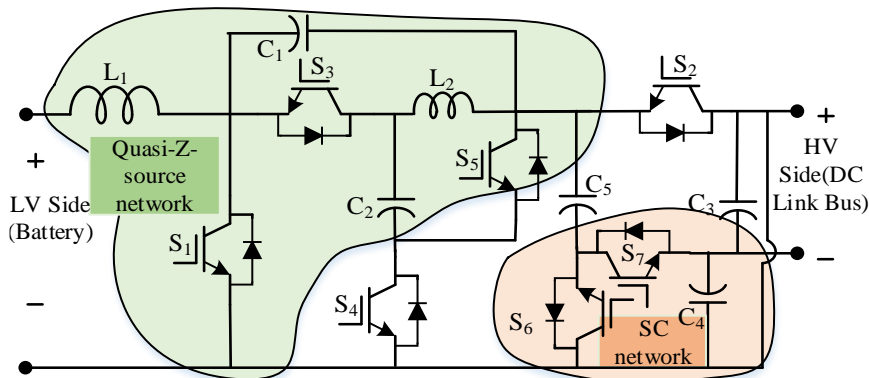 C1
S2
L1
S3
L2
+
+
Quasi-Z-
source
network
HV
Side(DC
Link Bus)
S5
LV Side
(Battery)
C2
C5
C3
S1
−
S7
−
S4
S6
C4
SC
network